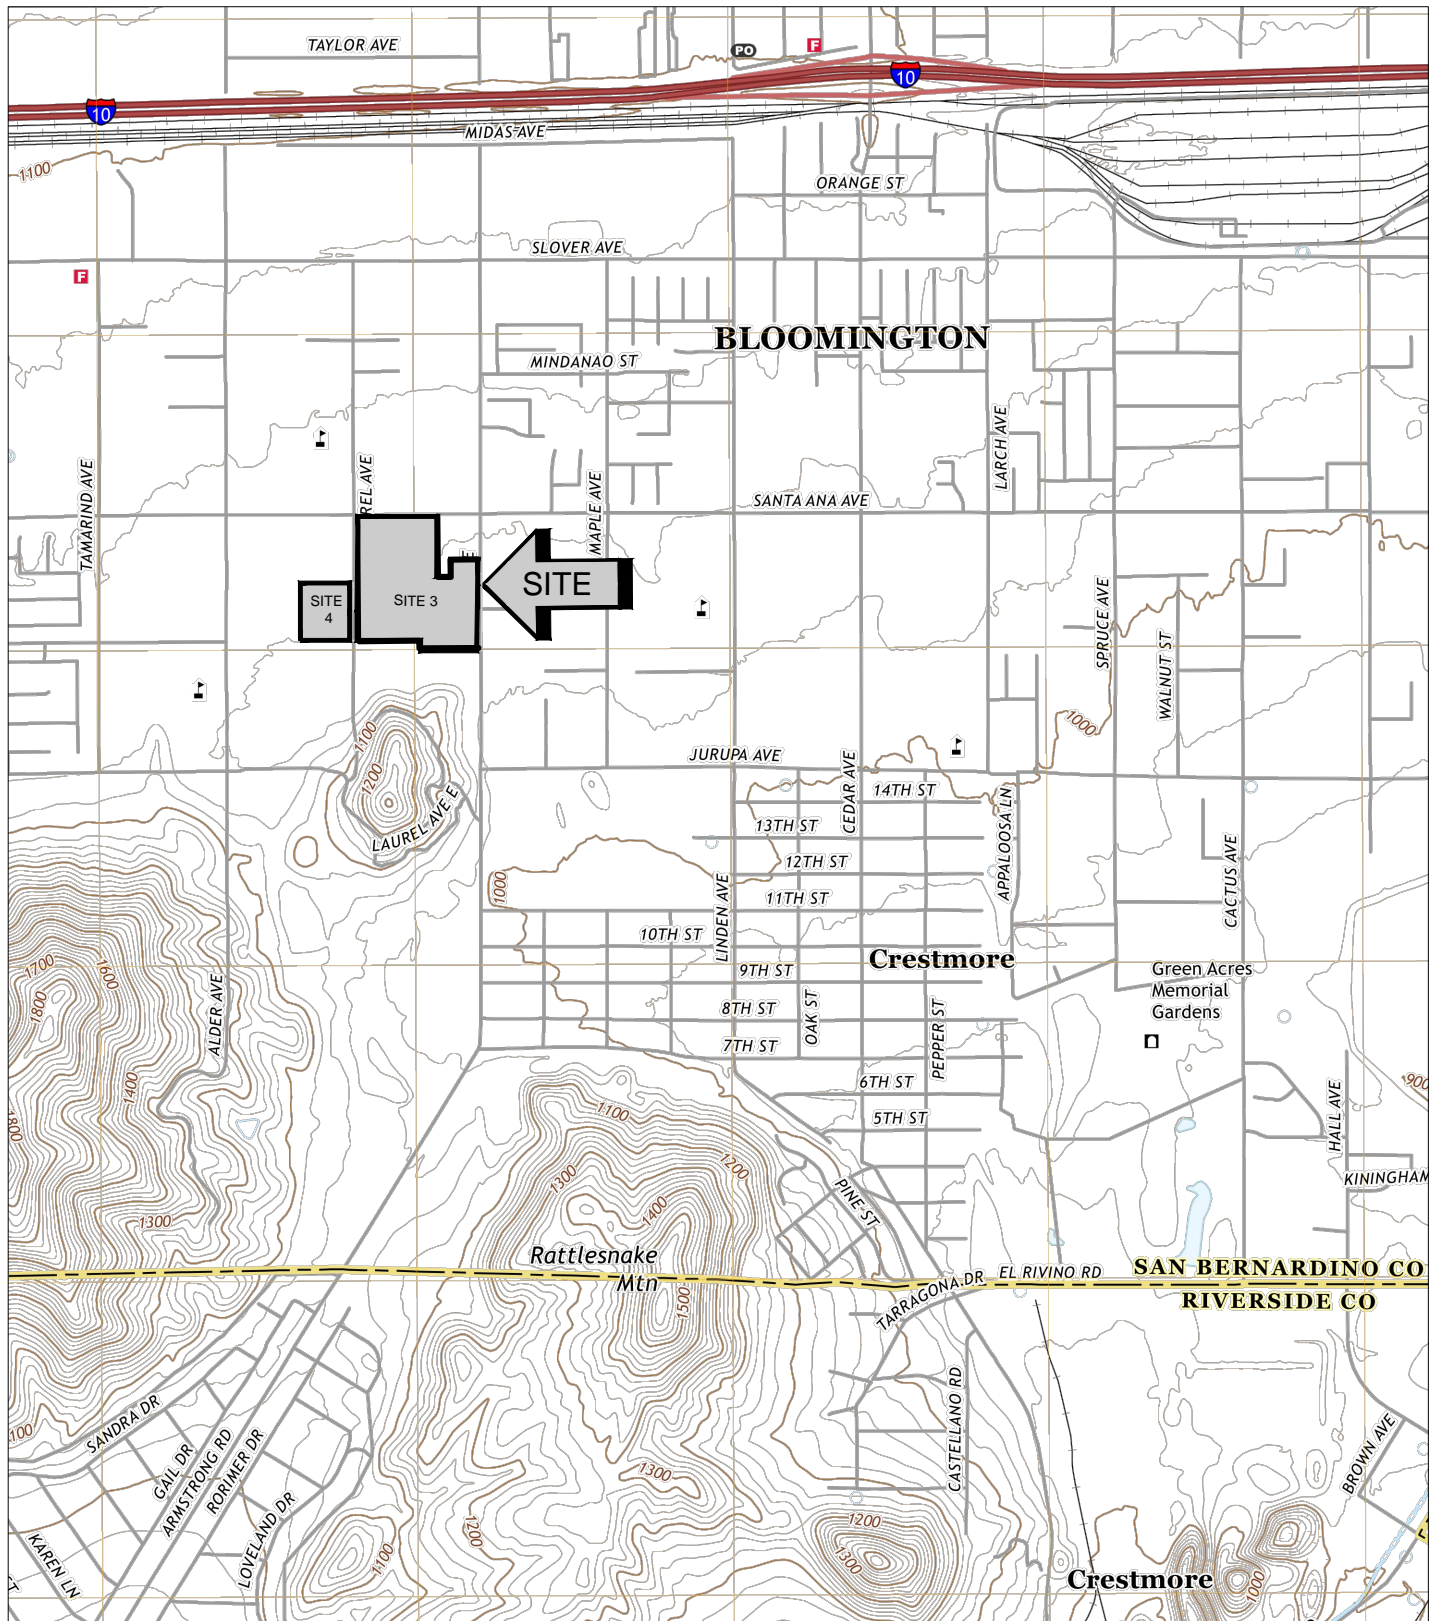 TAYLOR AVE
PO
F
10
10
MIDAS AVE
1100
ORANGE ST
SLOVER AVE
F
BLOOMINGTON
MINDANAO ST
LARCH AVE
TAMARIND AVE
REL AVE
MAPLE AVE
SANTA ANA AVE
E
SITE
SITE
4
SITE 3
SPRUCE AVE
WALNUT ST
1000
1100
1200
LAUREL AVE E
JURUPA AVE
CEDAR AVE
14TH ST
13TH ST
12TH ST
11TH ST
10TH ST
9TH ST
8TH ST
7TH ST
6TH ST
5TH ST
APPALOOSA LN
CACTUS AVE
1000
LINDEN AVE
OAK ST
PEPPER ST
Crestmore
Green Acres
Memorial
Gardens
1700
1600
1800
ALDER AVE
1400
1800
1300
900
HALL AVE
KININGHAM
1100
1200
1300
1400
PINE ST
Rattlesnake
Mtn
1500
TARRAGONA DR
EL RIVINO RD
SAN BERNARDINO CO
RIVERSIDE CO
CASTELLANO RD
BROWN AVE
SANDRA DR
GAIL DR
ARMSTRONG RD
RORIMER DR
LOVELAND DR
KAREN LN
CT
100
1300
1200
1100
1200
1300
1000
Crestmore